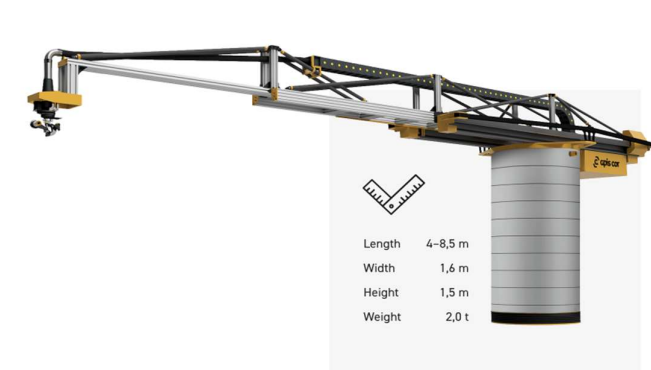 apis cor
Length 4–8,5 m
Width 1,6 m
Height 1,5 m
Weight 2,0 t